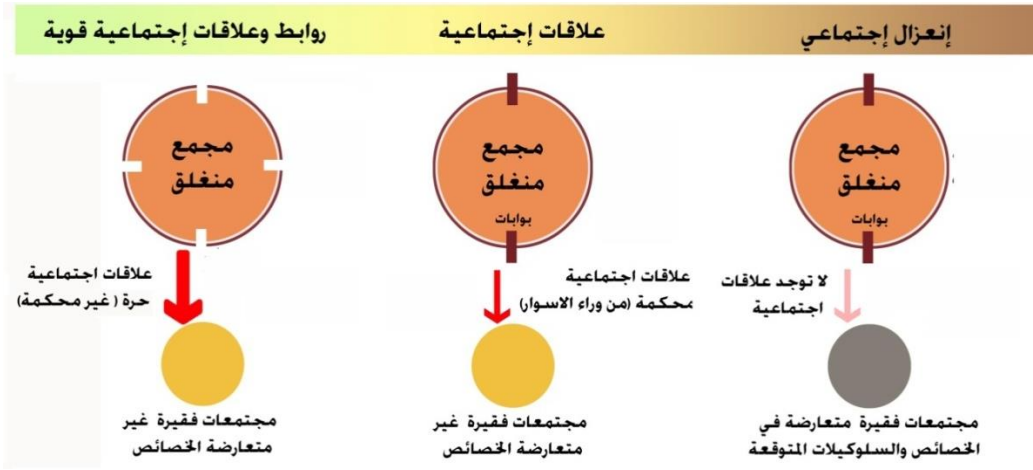 إنعزال إجتماعي
علاقات إجتماعية
روابط وعلاقات إجتماعية قوية
مجمع
منغلق
بوابات
لا توجد علاقات
اجتماعية
مجتمعات فقيرة متعارضة في
الخصائص والسلوكيلات المتوقعة
مجمع
منغلق
بوابات
علاقات اجتماعية
محكمة (من وراء الاسوار)
مجتمعات فقيرة غير
متعارضة الخصائص
مجمع
منغلق
علاقات اجتماعية
حرة ( غير محكمة)
مجتمعات فقيرة غير
متعارضة الخصائص